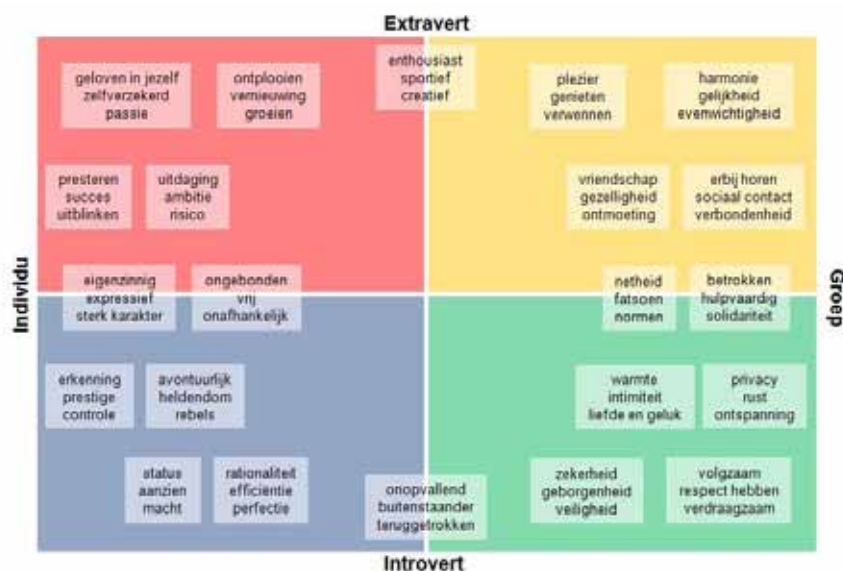 Extravert
geloven in jezelf
zelfverzekerd
passie
ontplooien
vernieuwing
groeien
enthousiast
sportief
creatief
plezier
genieten
verwennen
harmonie
gelijkheid
evenwichtigheid
presteren
succes
uitblinken
uitdaging
ambitie
risico
vriendschap
gezelligheid
ontmoeting
erbij horen
sociaal contact
verbondenheid
Individu
eigenzinnig
expressief
sterk karakter
ongebonden
vrij
onafhankelijk
netheid
fatsoen
normen
betrokken
hulpvaardig
solidariteit
Groep
erkenning
prestige
controle
avontuurlijk
heldendom
rebels
warmte
intimiteit
liefde en geluk
privacy
rust
ontspanning
status
aanzien
macht
rationaliteit
efficiëntie
perfectie
onopvallend
buitenstaander
teruggetrokken
zekerheid
geborgenheid
veiligheid
volgzaam
respect hebben
verdraagzaam
Introvert